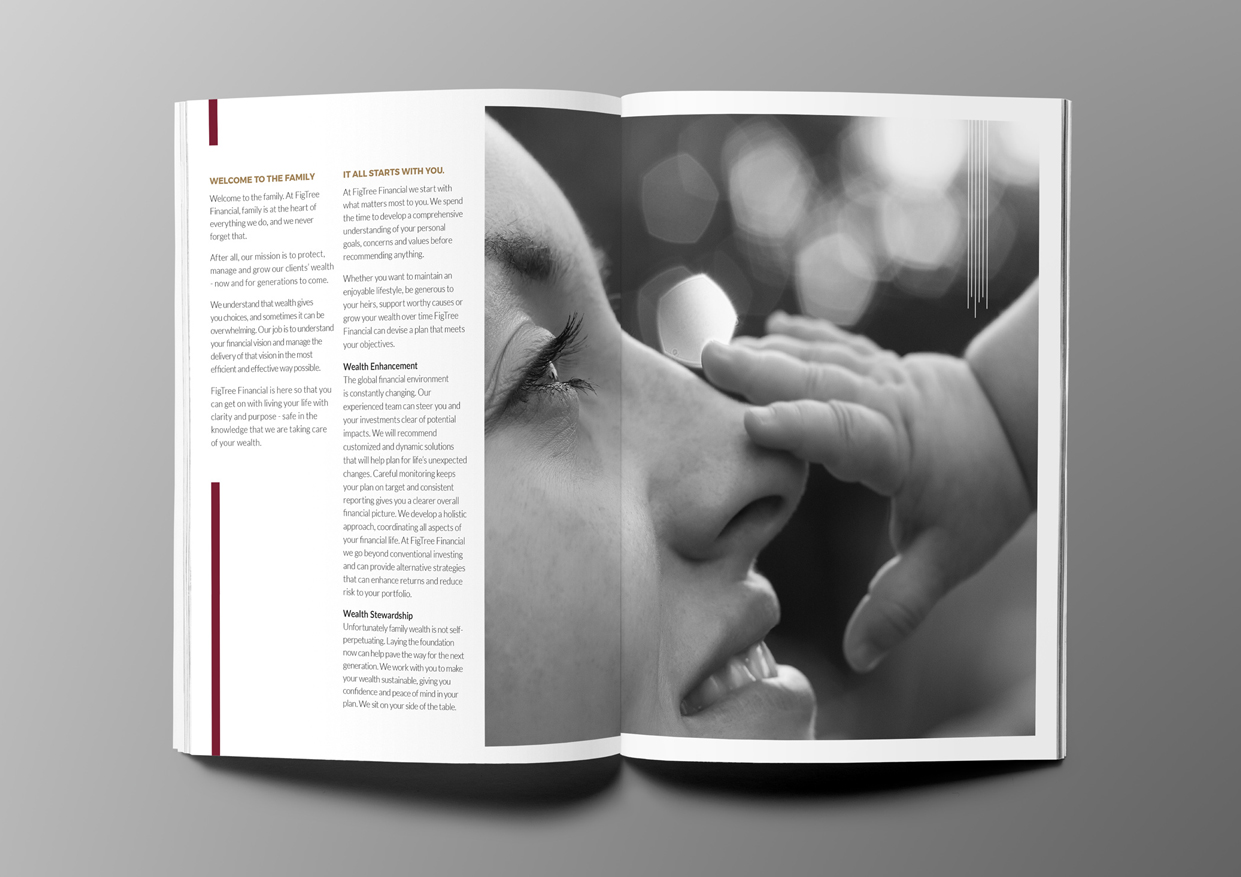 WELCOME TO THE FAMILY
Welcome to the family. At FigTree
Financial, family is at the heart of
everything we do, and we never
forget that.
After all, our mission is to protect,
manage and grow our clients' wealth
- now and for generations to come.
We understand that wealth gives
you choices, and sometimes it can be
overwhelming. Our job is to understand
your financial vision and manage the
delivery of that vision in the most
efficient and effective way possible.
FigTree Financial is here so that you
can get on with living your life with
clarity and purpose - safe in the
knowledge that we are taking care
of your wealth.
IT ALL STARTS WITH YOU.
At FigTree Financial we start with
what matters most to you. We spend
the time to develop a comprehensive
understanding of your personal
goals, concerns and values before
recommending anything.
Whether you want to maintain an
enjoyable lifestyle, be generous to
your heirs, support worthy causes or
grow your wealth over time FigTree
Financial can devise a plan that meets
your objectives.
Wealth Enhancement
The global financial environment
is constantly changing. Our
experienced team can steer you and
your investments clear of potential
impacts. We will recommend
customized and dynamic solutions
that will help plan for life's unexpected
changes. Careful monitoring keeps
your plan on target and consistent
reporting gives you a clearer overall
financial picture. We develop a holistic
approach, coordinating all aspects of
your financial life. At FigTree Financial
we go beyond conventional investing
and can provide alternative strategies
that can enhance returns and reduce
risk to your portfolio.
Wealth Stewardship
Unfortunately family wealth is not self-
perpetuating. Laying the foundation
now can help pave the way for the next
generation. We work with you to make
your wealth sustainable, giving you
confidence and peace of mind in your
plan. We sit on your side of the table.